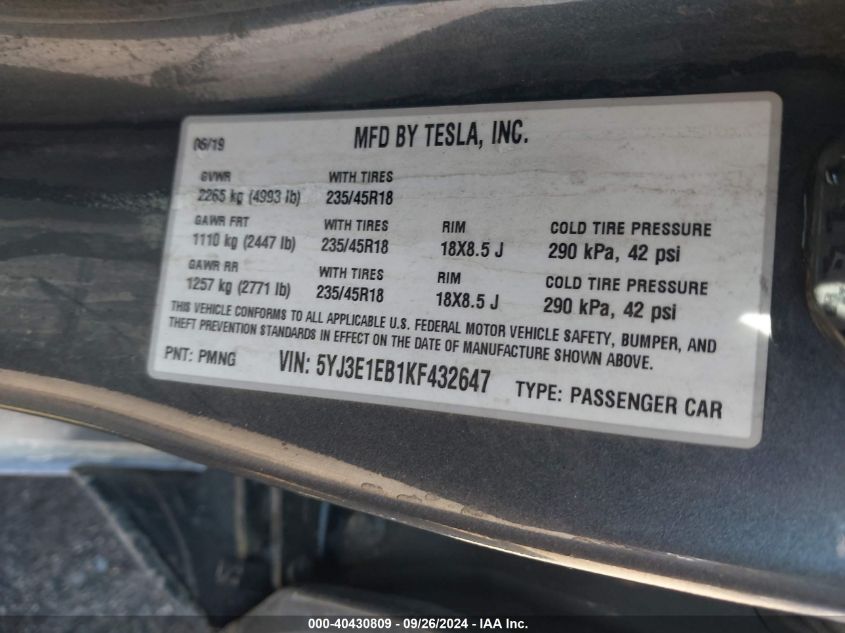 06/19 MFD BY TESLA, INC.
GVWR WITH TIRES
2265 kg (4993 lb) 235/45R18
GAWR FRT WITH TIRES RIM COLD TIRE PRESSURE
1110 kg (2447 lb) 235/45R18 18X8.5 J 290 kPa, 42 psi
GAWR RR WITH TIRES RIM COLD TIRE PRESSURE
1257 kg (2771 lb) 235/45R18 18X8.5 J 290 kPa, 42 psi
THIS VEHICLE CONFORMS TO ALL APPLICABLE U.S. FEDERAL MOTOR VEHICLE SAFETY, BUMPER, AND
THEFT PREVENTION STANDARDS IN EFFECT ON THE DATE OF MANUFACTURE SHOWN ABOVE.
PNT: PMNG VIN: 5YJ3E1EB1KF432647 TYPE: PASSENGER CAR
000-40430809 - 09/26/2024 - IAA Inc.